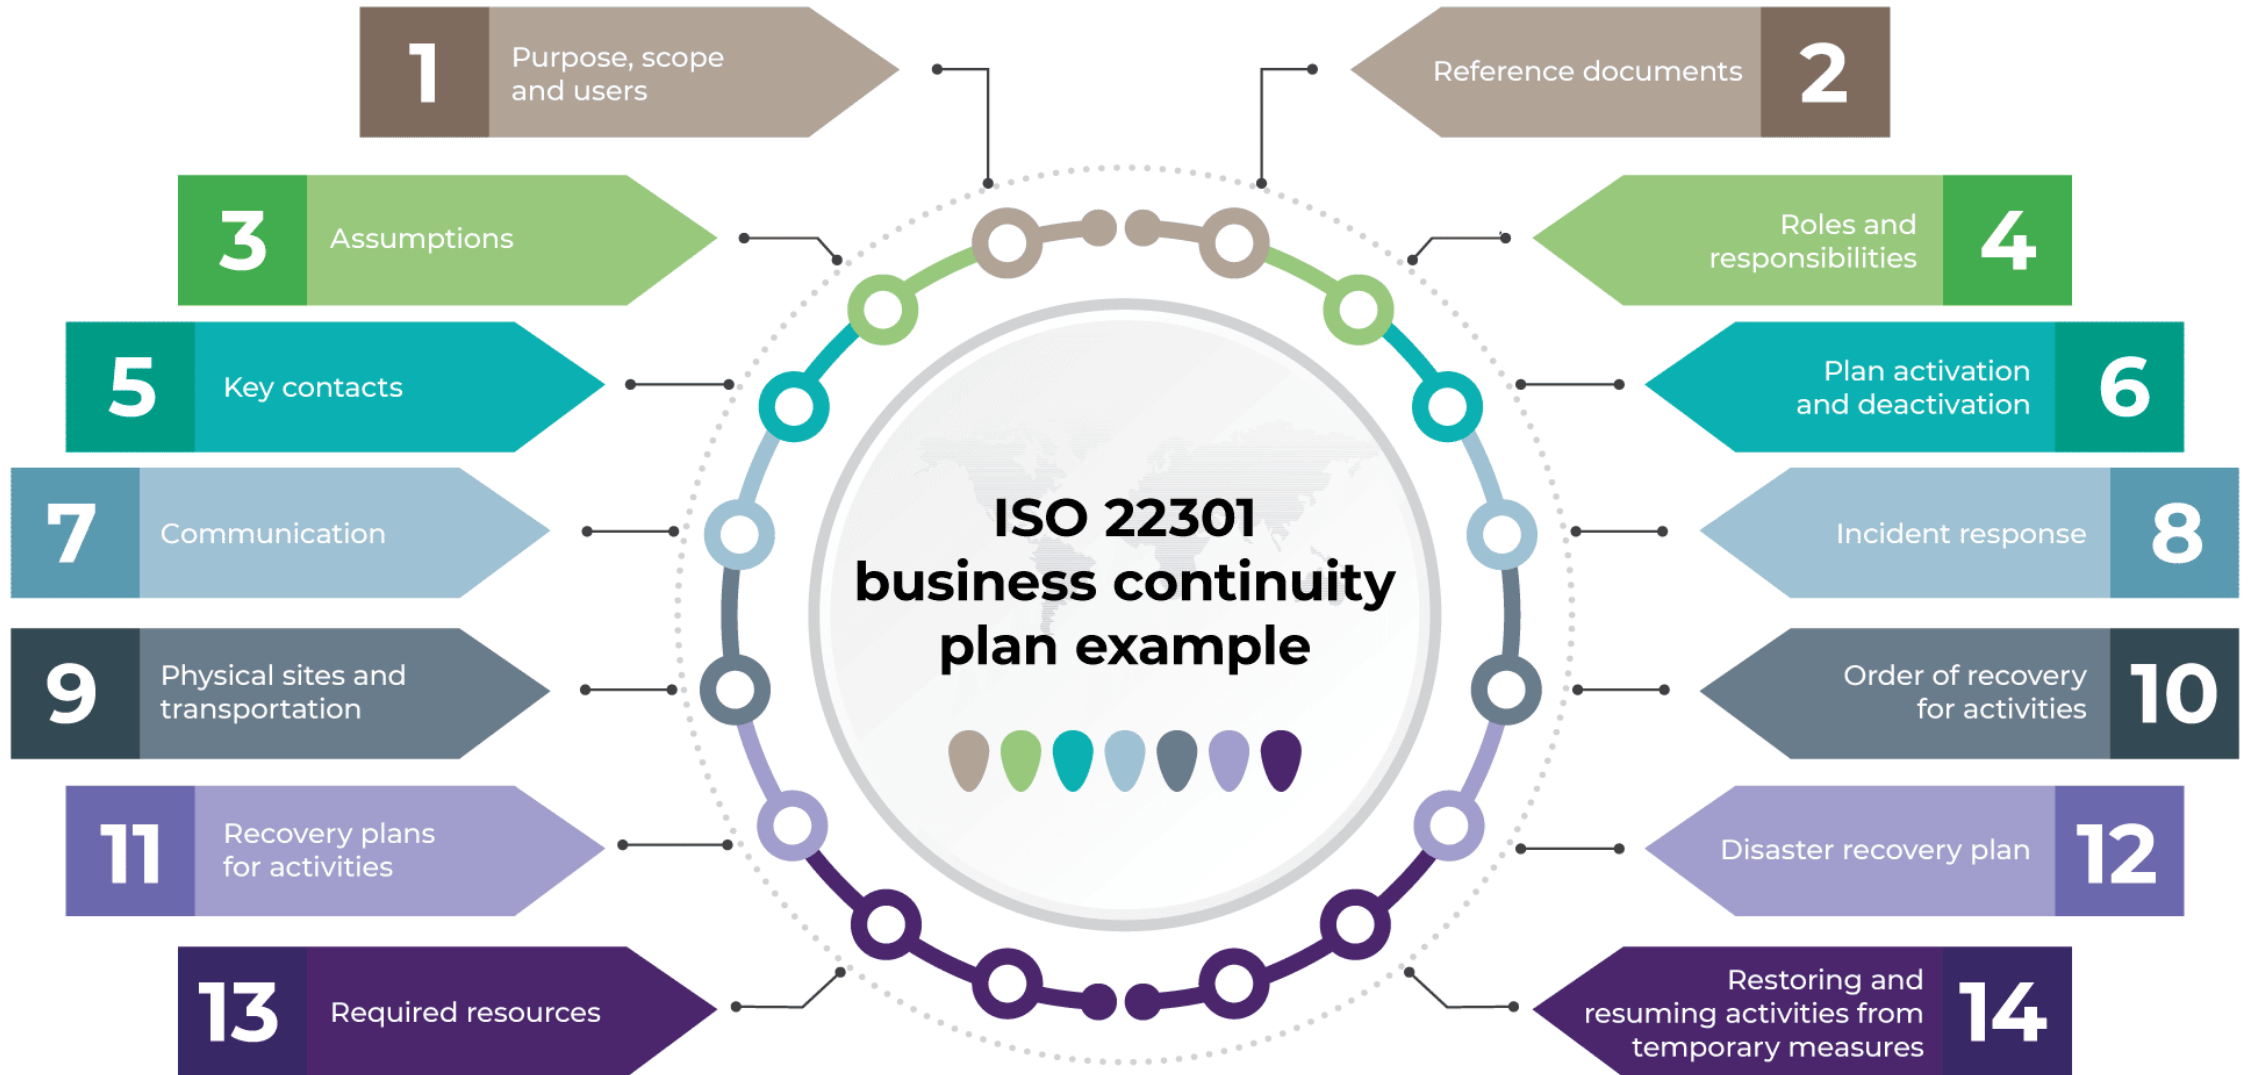 1
Purpose, scope
and users
Reference documents
2
3
Assumptions
Roles and
responsibilities
4
5
Key contacts
Plan activation
and deactivation
6
7
Communication
Incident response
8
ISO 22301
business continuity
plan example
9
Physical sites and
transportation
Order of recovery
for activities
10
11
Recovery plans
for activities
Disaster recovery plan
12
13
Required resources
Restoring and
resuming activities from
temporary measures
14